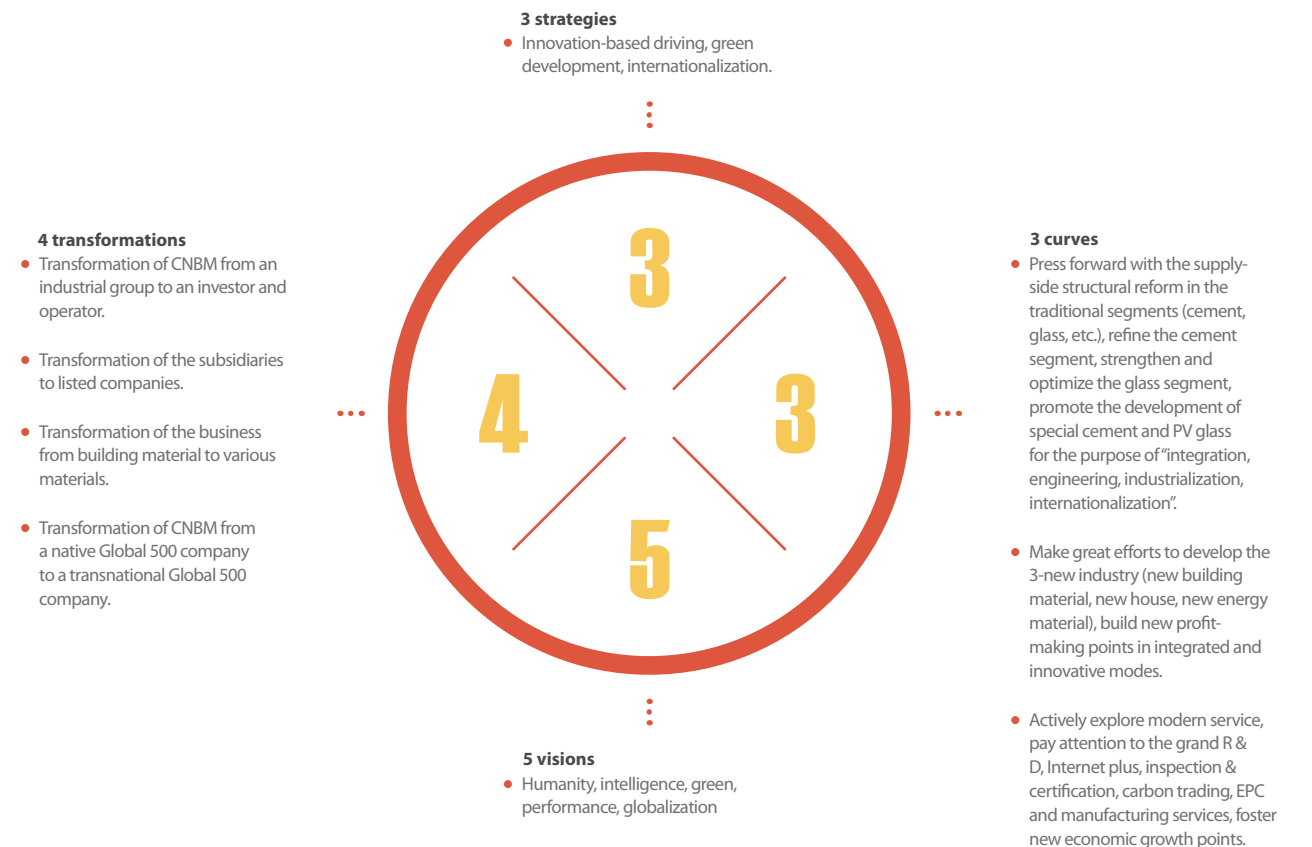 3 strategies
Innovation-based driving, green
development, internationalization.
4 transformations
Transformation of CNBM from an
industrial group to an investor and
operator.
Transformation of the subsidiaries
to listed companies.
Transformation of the business
from building material to various
materials.
Transformation of CNBM from
a native Global 500 company
to a transnational Global 500
company.
3
4
3
5
3 curves
Press forward with the supply-
side structural reform in the
traditional segments (cement,
glass, etc.), refine the cement
segment, strengthen and
optimize the glass segment,
promote the development of
special cement and PV glass
for the purpose of "integration,
engineering, industrialization,
internationalization".
Make great efforts to develop the
3-new industry (new building
material, new house, new energy
material), build new profit-
making points in integrated and
innovative modes.
Actively explore modern service,
pay attention to the grand R &
D, Internet plus, inspection &
certification, carbon trading, EPC
and manufacturing services, foster
new economic growth points.
5 visions
Humanity, intelligence, green,
performance, globalization